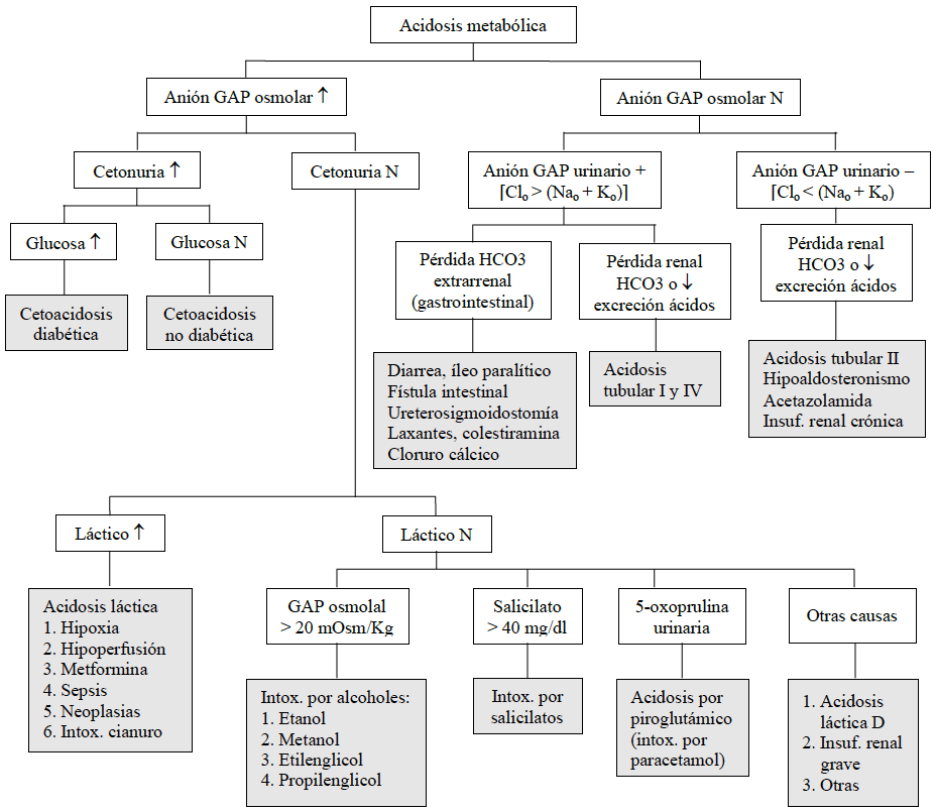 Acidosis metabólica
Anión GAP osmolar ↑
Anión GAP osmolar N
Cetonuria ↑
Cetonuria N
Anión GAP urinario +
⌈Clₒ > (Naₒ + Kₒ)⌉
Anión GAP urinario –
⌈Clₒ < (Naₒ + Kₒ)
Glucosa ↑
Glucosa N
Pérdida HCO3
extrarrenal
(gastrointestinal)
Pérdida renal
HCO3 o ↓
excreción ácidos
Pérdida renal
HCO3 o ↓
excreción ácidos
Cetoacidosis
diabética
Cetoacidosis
no diabética
Diarrea, íleo paralítico
Fístula intestinal
Ureterosigmoidostomía
Laxantes, colestiramina
Cloruro cálcico
Acidosis
tubular I y IV
Acidosis tubular II
Hipoaldosteronismo
Acetazolamida
Insuf. renal crónica
Láctico ↑
Láctico N
Acidosis láctica
1. Hipoxia
2. Hipoperfusión
3. Metformina
4. Sepsis
5. Neoplasias
6. Intox. cianuro
GAP osmolal
> 20 mOsm/Kg
Salicilato
> 40 mg/dl
5-oxoprulina
urinaria
Otras causas
Intox. por alcoholes:
1. Etanol
2. Metanol
3. Etilenglicol
4. Propilenglicol
Intox. por
salicilatos
Acidosis por
piroglutámico
(intox. por
paracetamol)
1. Acidosis
láctica D
2. Insuf. renal
grave
3. Otras